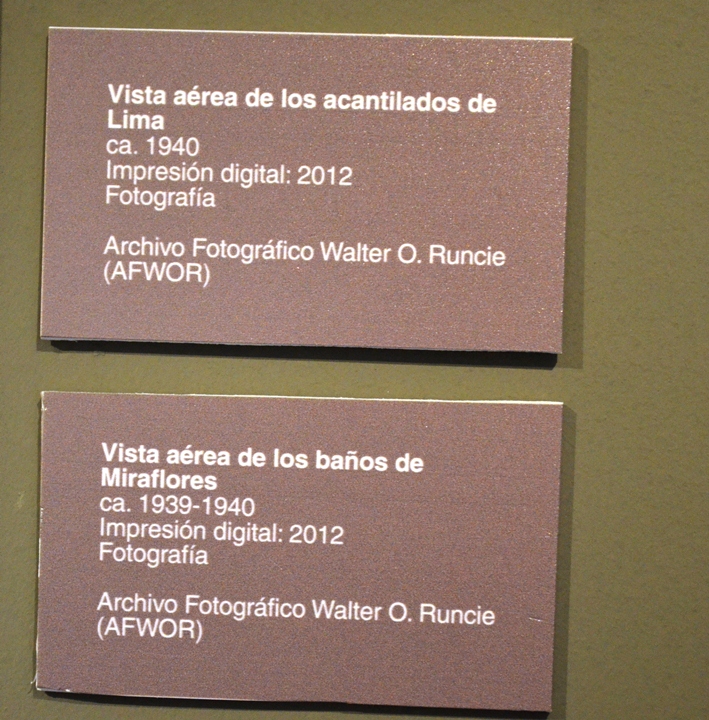 Vista aérea de los acantilados de
Lima
ca. 1940
Impresión digital: 2012
Fotografía
Archivo Fotográfico Walter O. Runcie
(AFWOR)
Vista aérea de los baños de
Miraflores
ca. 1939-1940
Impresión digital: 2012
Fotografía
Archivo Fotográfico Walter O. Runcie
(AFWOR)